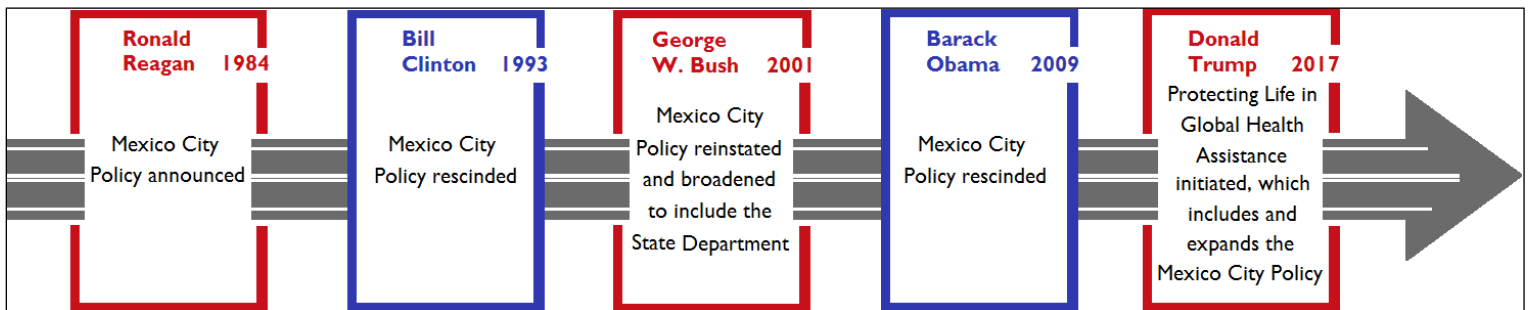 Ronald
Reagan 1984
Mexico City
Policy announced
Bill
Clinton 1993
Mexico City
Policy rescinded
George
W. Bush 2001
Mexico City
Policy reinstated
and broadened
to include the
State Department
Barack
Obama 2009
Mexico City
Policy rescinded
Donald
Trump 2017
Protecting Life in
Global Health
Assistance
initiated, which
includes and
expands the
Mexico City Policy